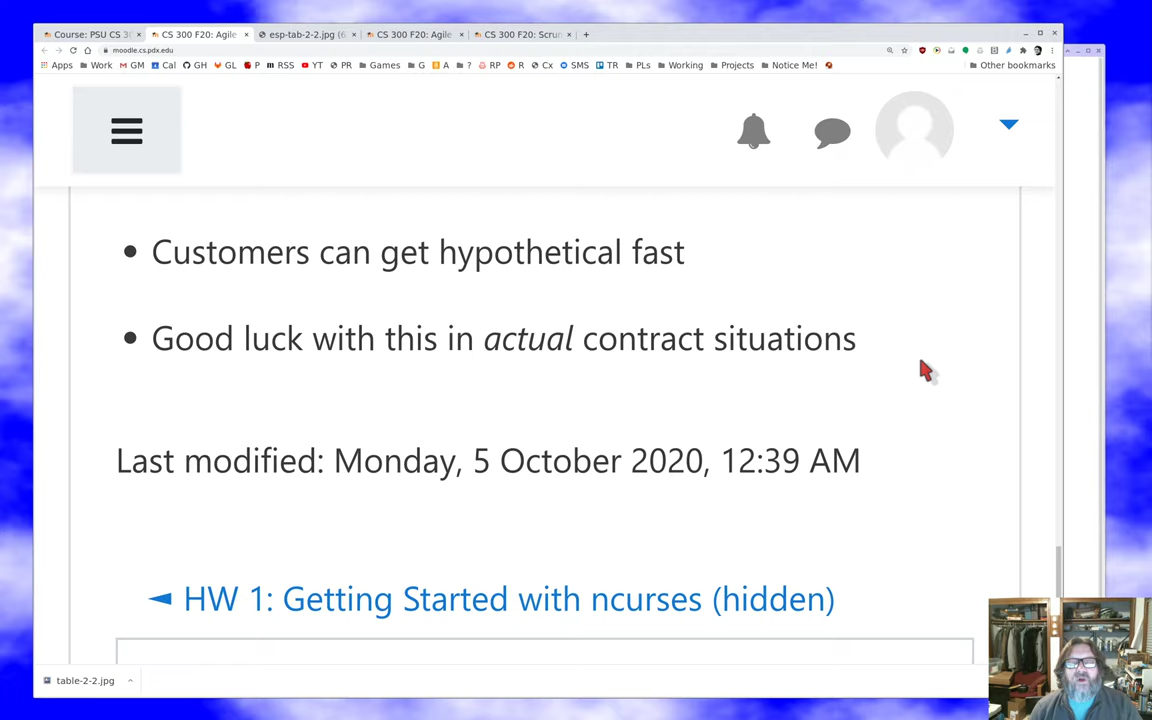 Course: PSU CS 30
CS 300 F20: Agile
esp-tab-2-2.jpg (6
CS 300 F20: Agile
CS 300 F20: Scrum
moodle.cs.pdx.edu
Apps Work GM Cal GH GL P RSS YT PR Games G A ? RP R Cx SMS TR PLs Working Projects Notice Me! Other bookmarks
• Customers can get hypothetical fast
• Good luck with this in actual contract situations
Last modified: Monday, 5 October 2020, 12:39 AM
◄ HW 1: Getting Started with ncurses (hidden)
table-2-2.jpg